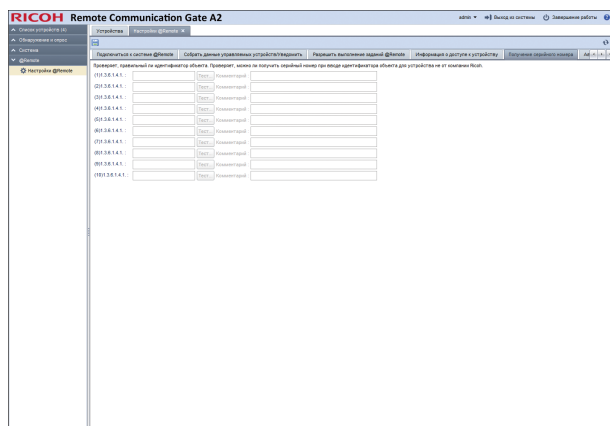 RICOH Remote Communication Gate A2
admin Выход из системы Завершение работы
Список устройств (4)
Устройства Настройки @Remote
Обнаружение и опрос
Система
@Remote
Настройки @Remote
Подключиться к системе @Remote Собрать данные управляемых устройств/Уведомить Разрешить выполнение заданий @Remote Информация о доступе к устройству Получение серийного номера
Проверяет, правильный ли идентификатор объекта. Проверяет, можно ли получить серийный номер при вводе идентификатора объекта для устройства не от компании Ricoh.
(1)1.3.6.1.4.1. : Тест... Комментарий
(2)1.3.6.1.4.1. : Тест... Комментарий
(3)1.3.6.1.4.1. : Тест... Комментарий
(4)1.3.6.1.4.1. : Тест... Комментарий
(5)1.3.6.1.4.1. : Тест... Комментарий
(6)1.3.6.1.4.1. : Тест... Комментарий
(7)1.3.6.1.4.1. : Тест... Комментарий
(8)1.3.6.1.4.1. : Тест... Комментарий
(9)1.3.6.1.4.1. : Тест... Комментарий
(10)1.3.6.1.4.1. : Тест... Комментарий